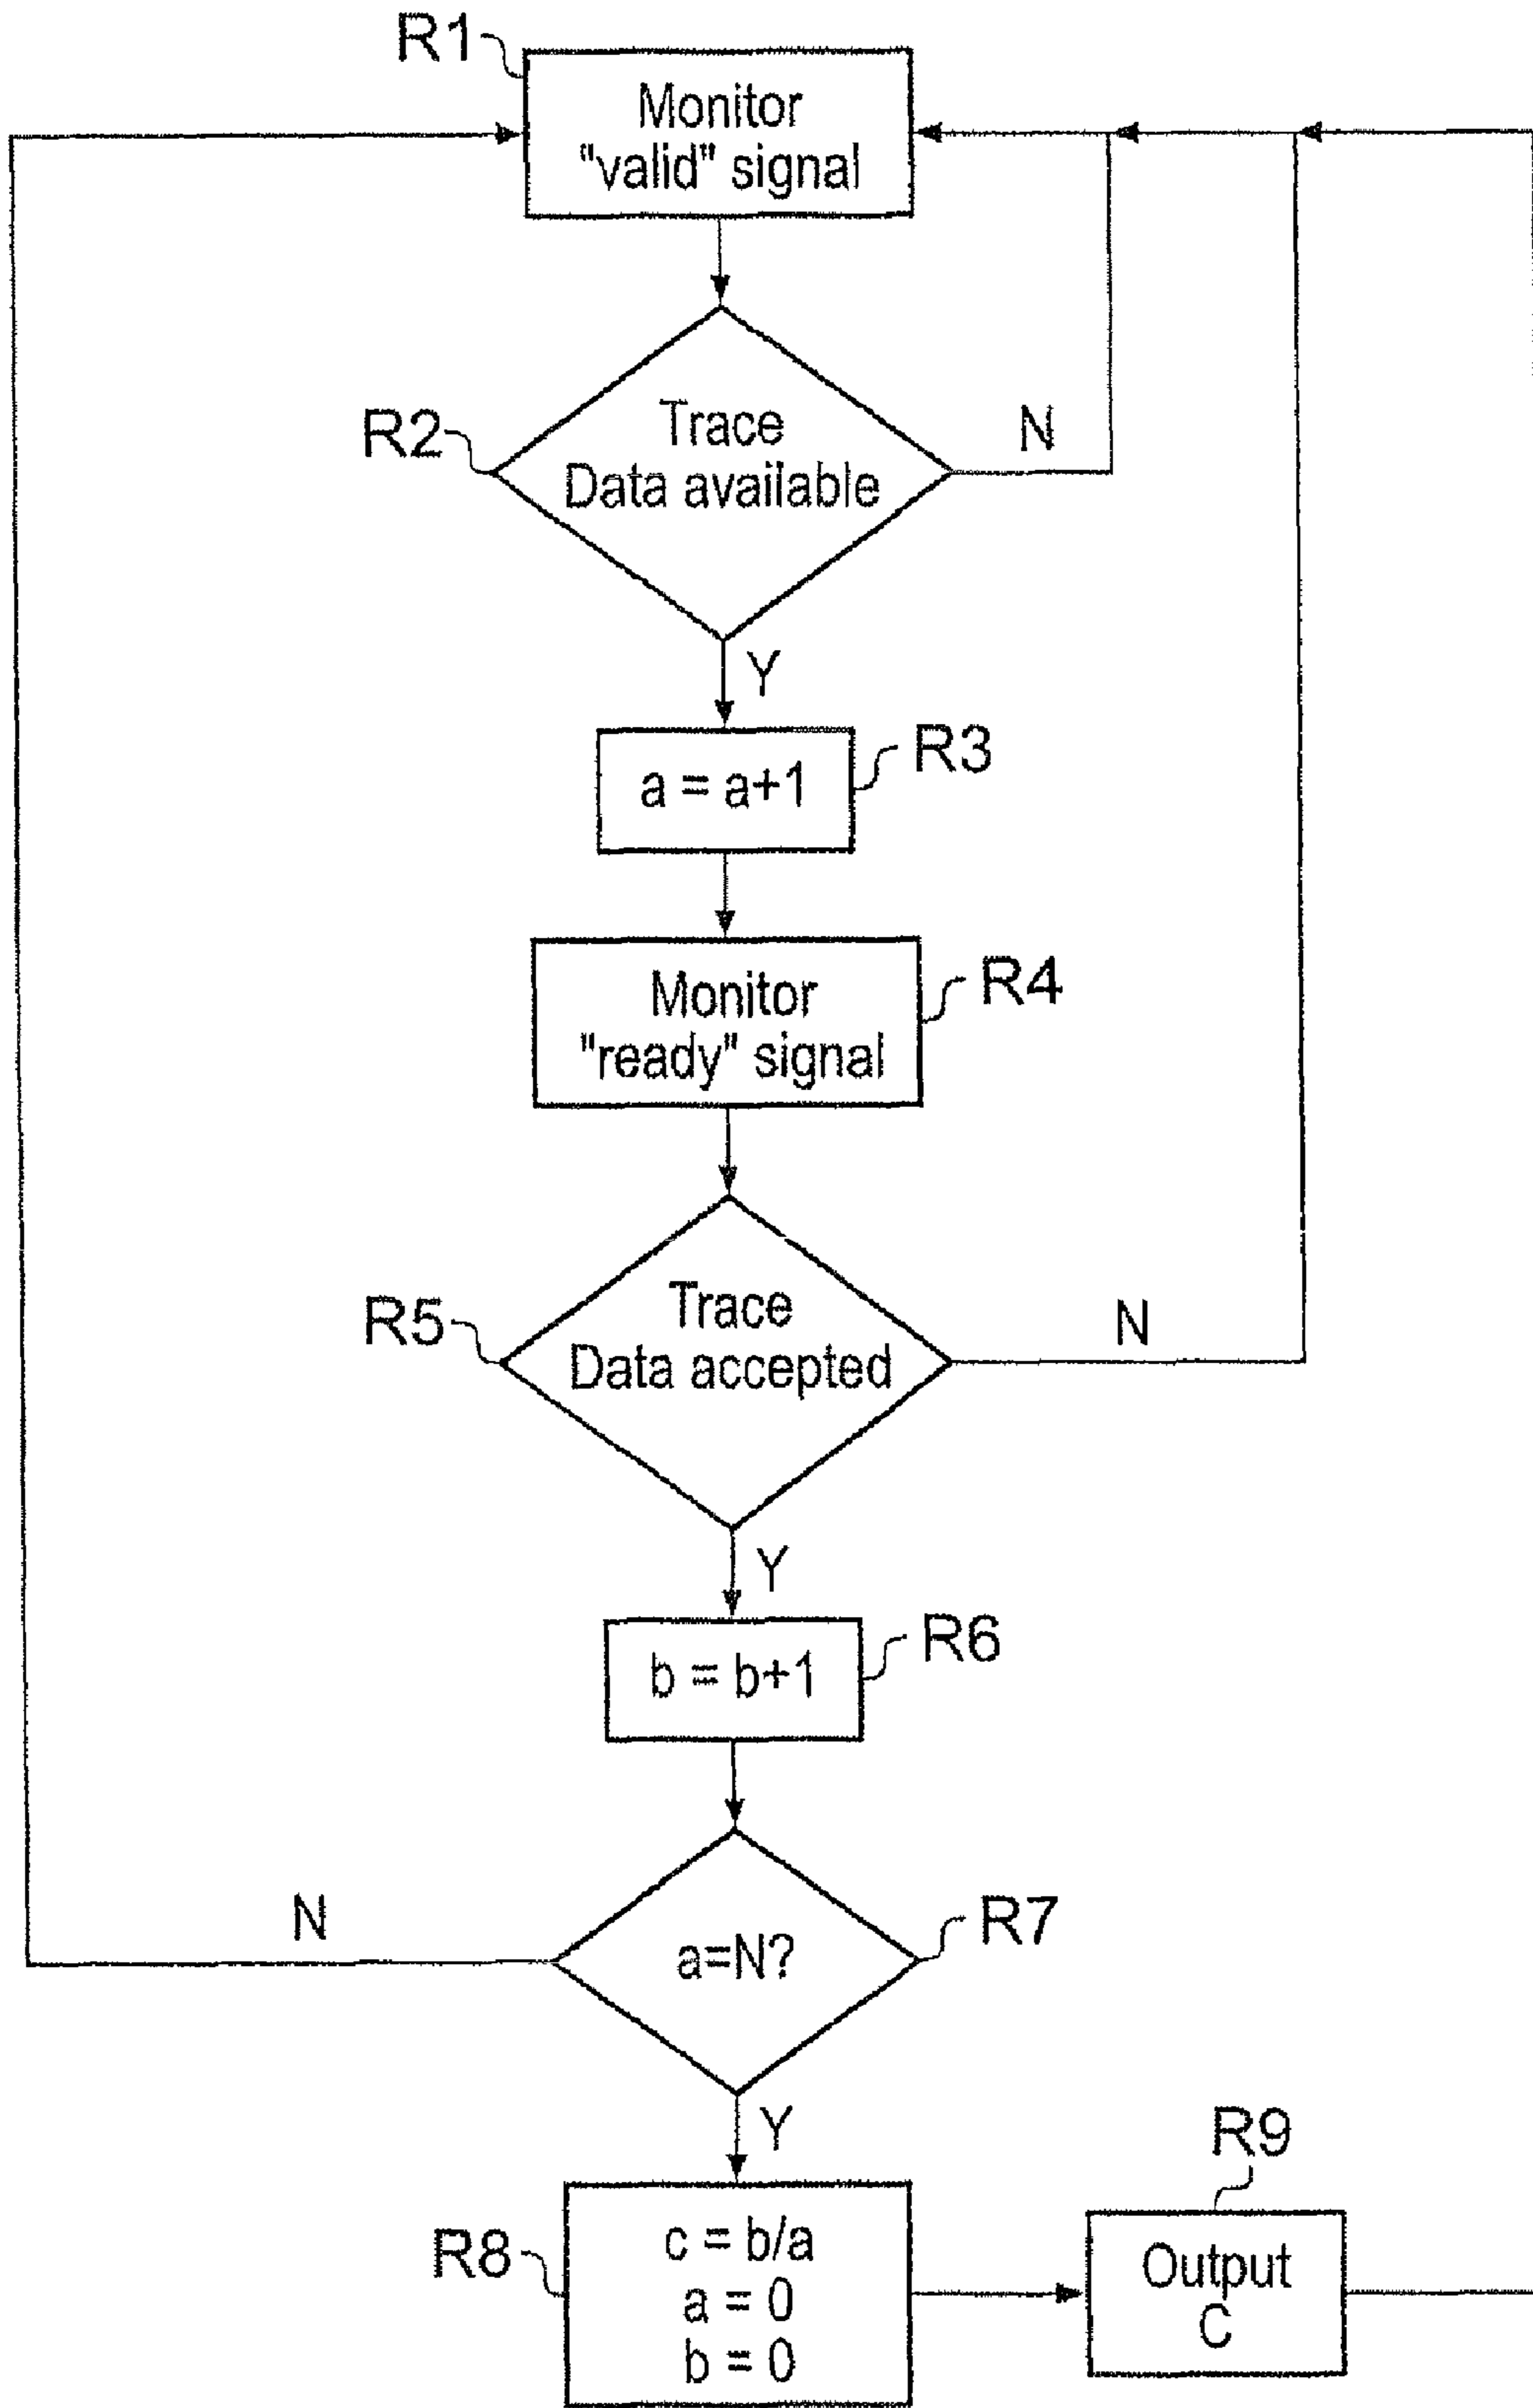 R1
Monitor
"valid" signal
R2
Trace
Data available
N
Y
a = a+1
R3
Monitor
"ready" signal
R4
R5
Trace
Data accepted
N
Y
b = b+1
R6
a=N?
R7
N
Y
R8
c = b/a
a = 0
b = 0
R9
Output
C